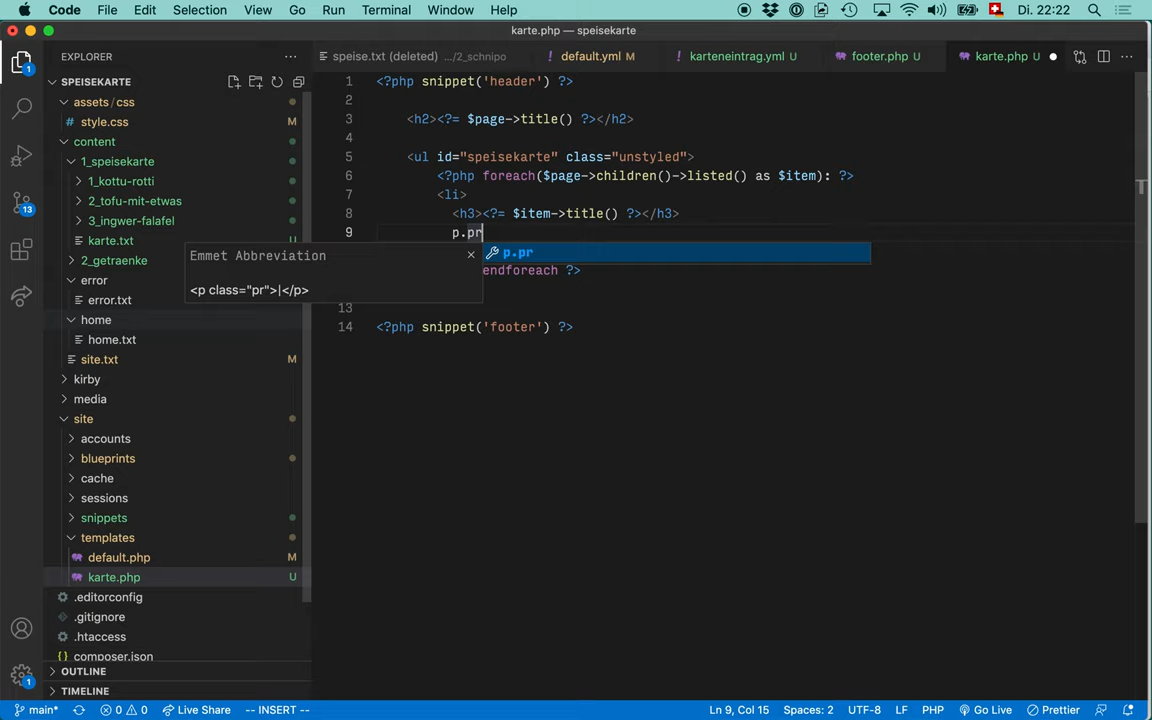 Code File Edit Selection View Go Run Terminal Window Help Di. 22:22
karte.php — speisekarte
EXPLORER
speise.txt (deleted) .../2_schnipo
! default.yml M
! karteneintrag.yml U
footer.php U
karte.php U
SPEISEKARTE
assets / css
# style.css M
content
1_speisekarte
1_kottu-rotti
2_tofu-mit-etwas
3_ingwer-falafel
karte.txt U
2_getraenke
error
error.txt
home
home.txt
site.txt M
kirby
media
site
accounts
blueprints
cache
sessions
snippets
templates
default.php M
karte.php U
.editorconfig
.gitignore
.htaccess
{} composer.json
OUTLINE
TIMELINE
1 <?php snippet('header') ?>
2
3 <h2><?= $page->title() ?></h2>
4
5 <ul id="speisekarte" class="unstyled">
6 <?php foreach($page->children()->listed() as $item): ?>
7 <li>
8 <h3><?= $item->title() ?></h3>
9 p.pr
Emmet Abbreviation ×
<p class="pr">|</p>
p.pr
endforeach ?>
13
14 <?php snippet('footer') ?>
1
13
1
T
main* 0 0 Live Share -- INSERT -- Ln 9, Col 15 Spaces: 2 UTF-8 LF PHP Go Live Prettier